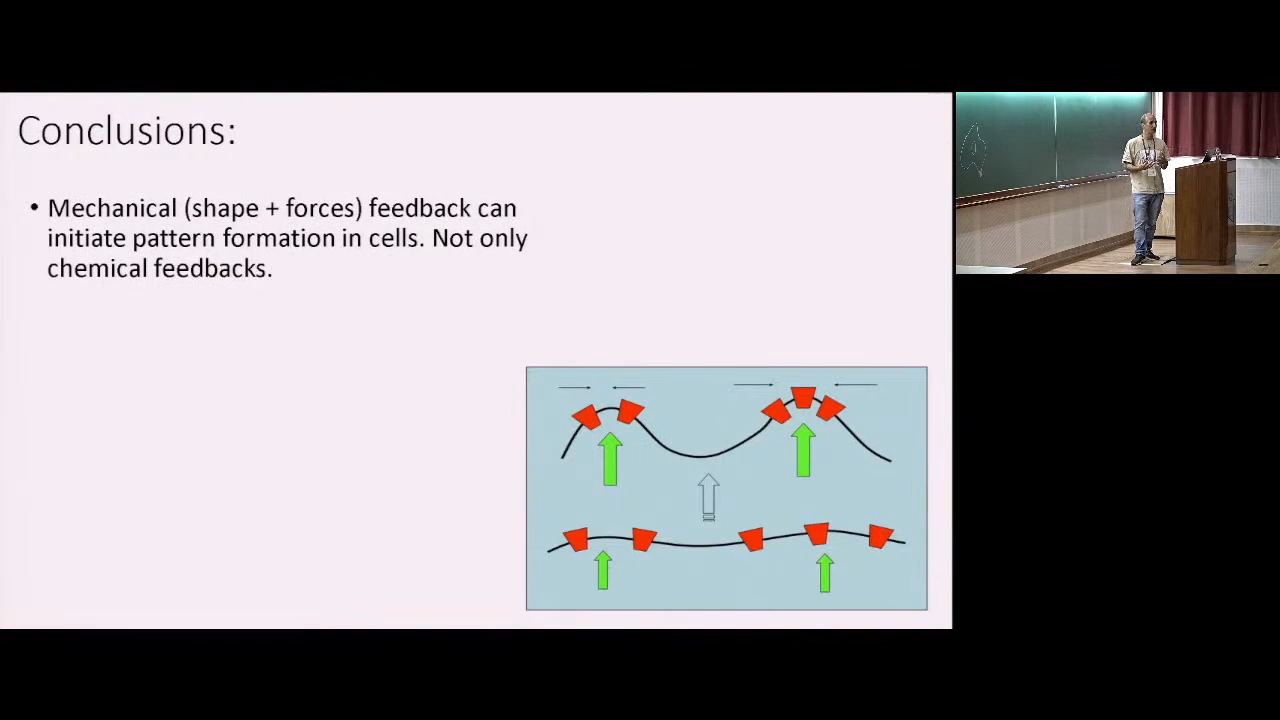 Conclusions:
• Mechanical (shape + forces) feedback can
initiate pattern formation in cells. Not only
chemical feedbacks.